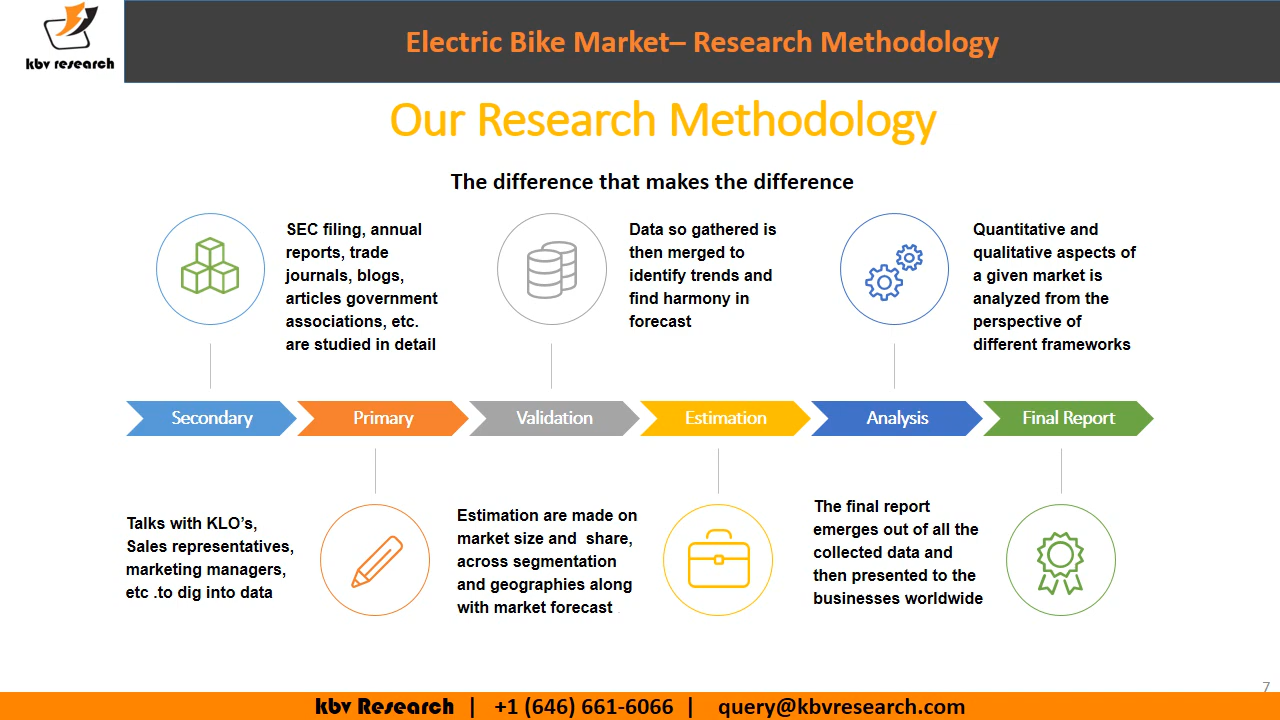 kbv research
Electric Bike Market– Research Methodology
Our Research Methodology
The difference that makes the difference
SEC filing, annual
reports, trade
journals, blogs,
articles government
associations, etc.
are studied in detail
Data so gathered is
then merged to
identify trends and
find harmony in
forecast
Quantitative and
qualitative aspects of
a given market is
analyzed from the
perspective of
different frameworks
Secondary
Primary
Validation
Estimation
Analysis
Final Report
Talks with KLO’s,
Sales representatives,
marketing managers,
etc .to dig into data
Estimation are made on
market size and  share,
across segmentation
and geographies along
with market forecast
The final report
emerges out of all the
collected data and
then presented to the
businesses worldwide
7
kbv Research | +1 (646) 661-6066 | query@kbvresearch.com